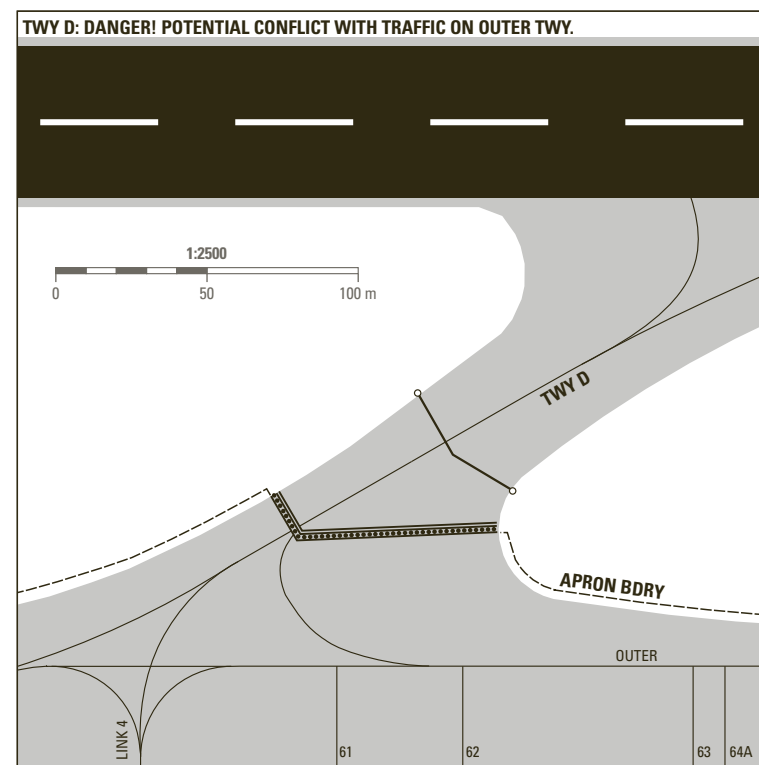 TWY D: DANGER! POTENTIAL CONFLICT WITH TRAFFIC ON OUTER TWY.
1:2500
0 50 100 m
TWY D
APRON BDRY
OUTER
LINK 4
61 62 63 64A